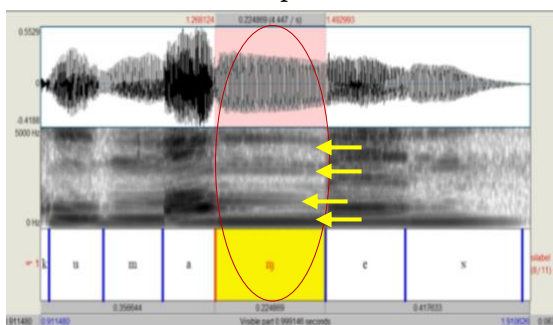 1.268124 0.224869 (4.447 / s) 1.492993
0.5529
0
-0.4186
5000 Hz
0 Hz
k u m a ŋ e s
silabel
(8/11)
0.356644 0.224869 0.417633
0.911480 Visible part 0.999146 seconds 1.910626